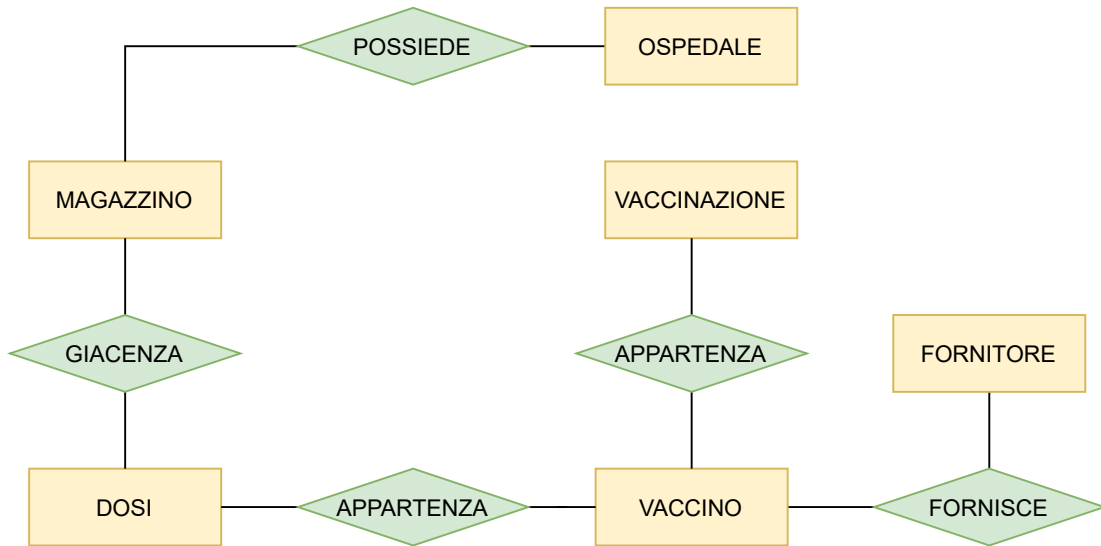 POSSIEDE
OSPEDALE
MAGAZZINO
VACCINAZIONE
GIACENZA
APPARTENZA
FORNITORE
DOSI
APPARTENZA
VACCINO
FORNISCE